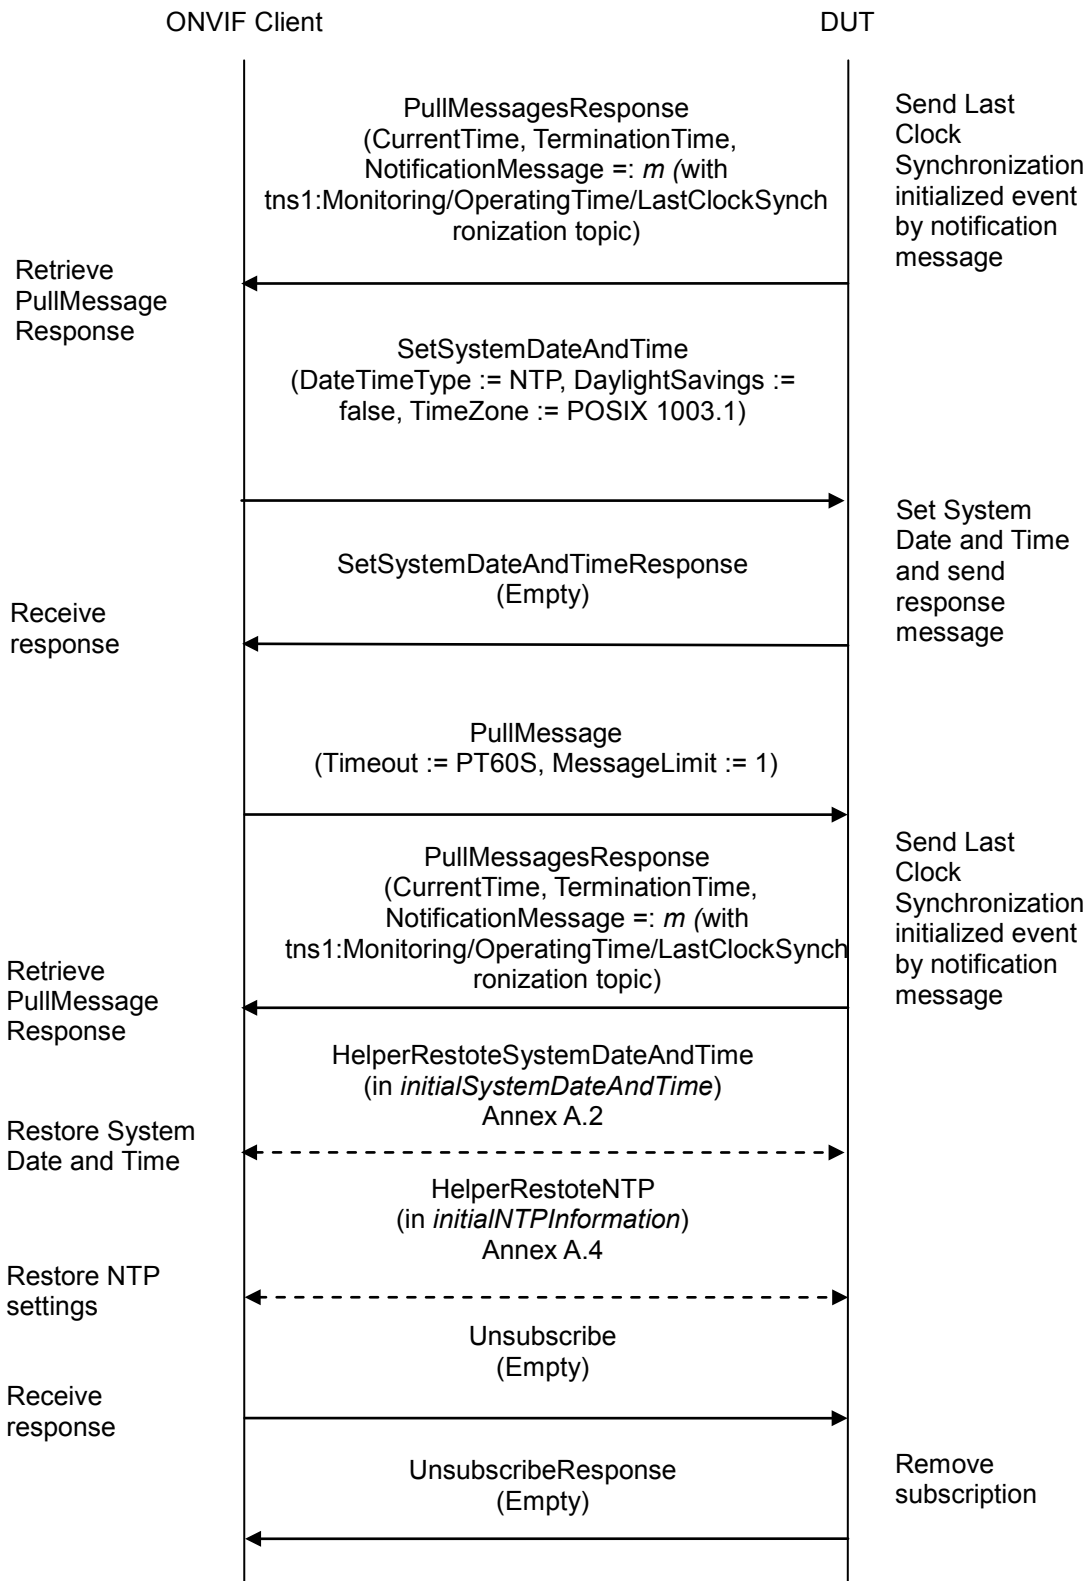 ONVIF Client
DUT
PullMessagesResponse
(CurrentTime, TerminationTime,
NotificationMessage =: m (with
tns1:Monitoring/OperatingTime/LastClockSynch
ronization topic)
Send Last
Clock
Synchronization
initialized event
by notification
message
Retrieve
PullMessage
Response
SetSystemDateAndTime
(DateTimeType := NTP, DaylightSavings :=
false, TimeZone := POSIX 1003.1)
Set System
Date and Time
and send
response
message
SetSystemDateAndTimeResponse
(Empty)
Receive
response
PullMessage
(Timeout := PT60S, MessageLimit := 1)
Send Last
Clock
Synchronization
initialized event
by notification
message
PullMessagesResponse
(CurrentTime, TerminationTime,
NotificationMessage =: m (with
tns1:Monitoring/OperatingTime/LastClockSynch
ronization topic)
Retrieve
PullMessage
Response
HelperRestoteSystemDateAndTime
(in initialSystemDateAndTime)
Annex A.2
Restore System
Date and Time
HelperRestoteNTP
(in initialNTPInformation)
Annex A.4
Restore NTP
settings
Unsubscribe
(Empty)
Receive
response
UnsubscribeResponse
(Empty)
Remove
subscription